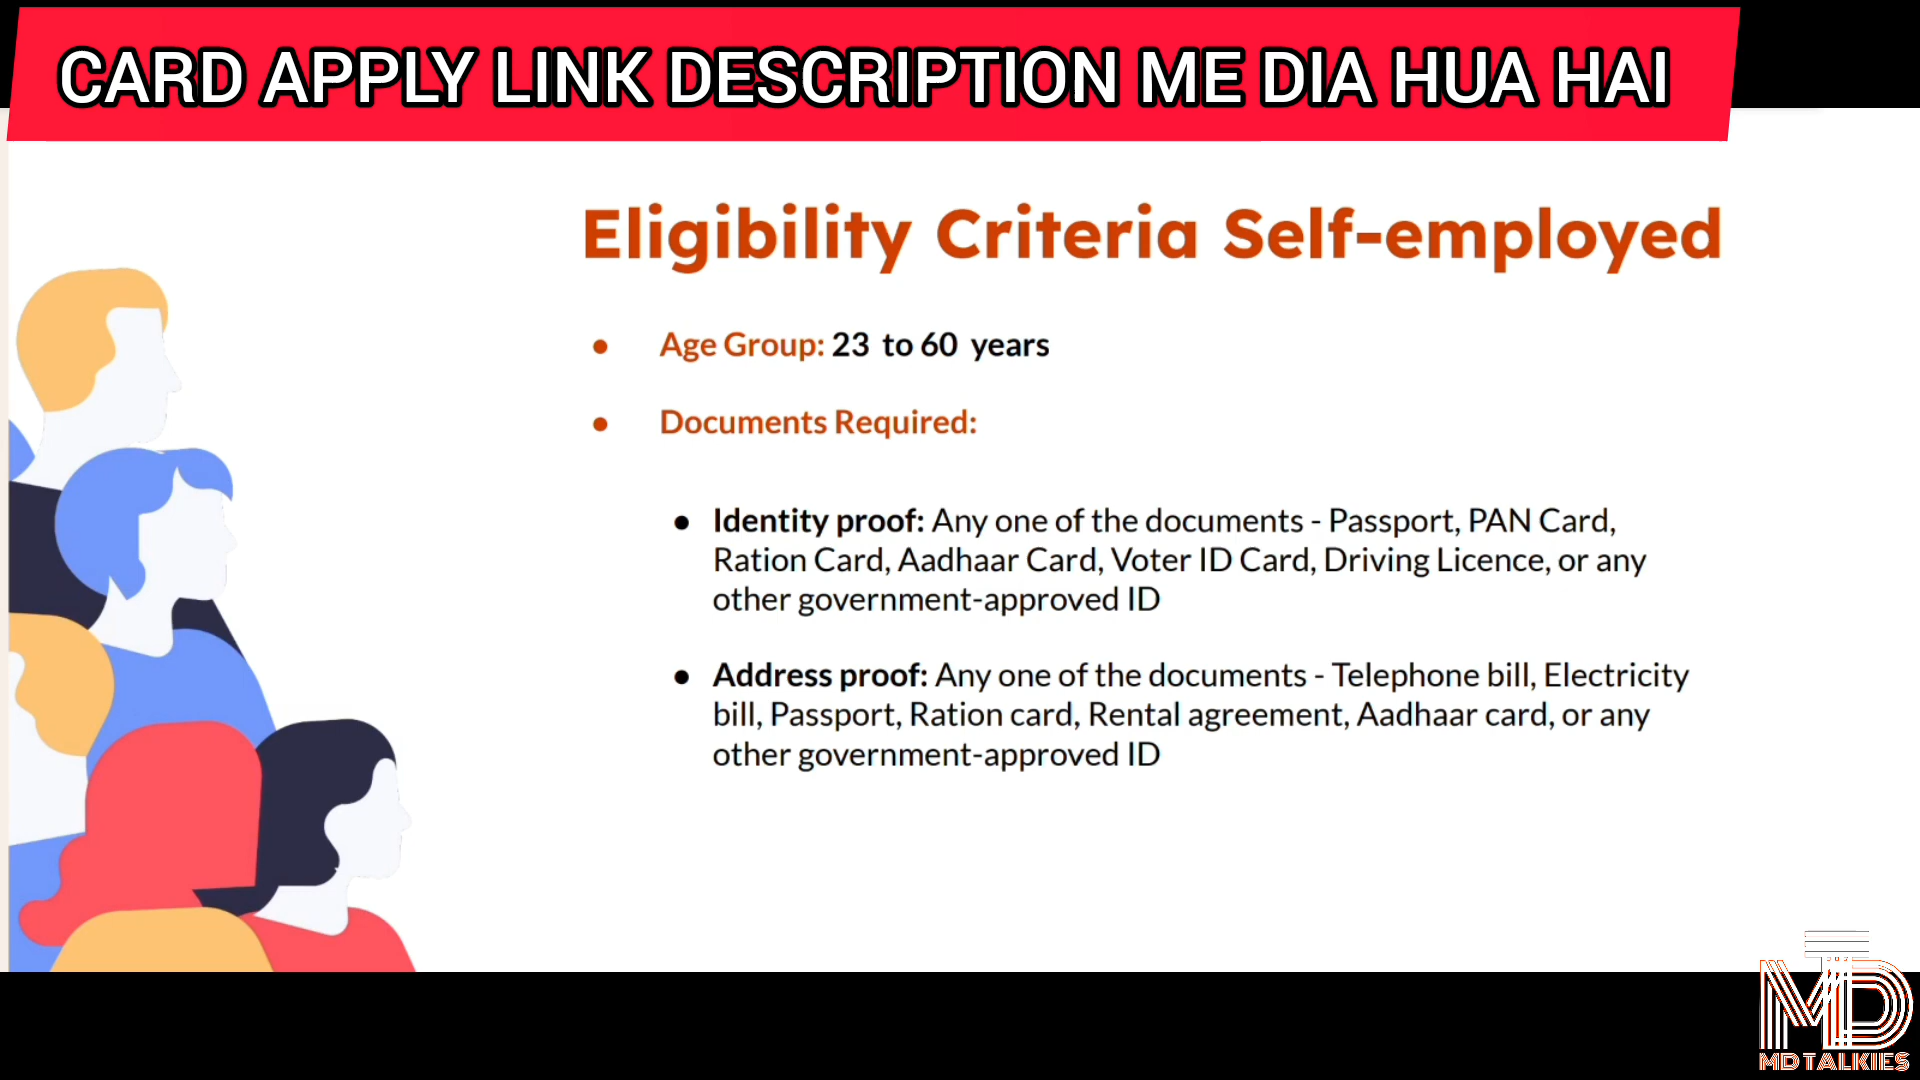 CARD APPLY LINK DESCRIPTION ME DIA HUA HAI
Eligibility Criteria Self-employed
● Age Group: 23 to 60 years
● Documents Required:
● Identity proof: Any one of the documents - Passport, PAN Card,
Ration Card, Aadhaar Card, Voter ID Card, Driving Licence, or any
other government-approved ID
● Address proof: Any one of the documents - Telephone bill, Electricity
bill, Passport, Ration card, Rental agreement, Aadhaar card, or any
other government-approved ID
MD
MD TALKIES